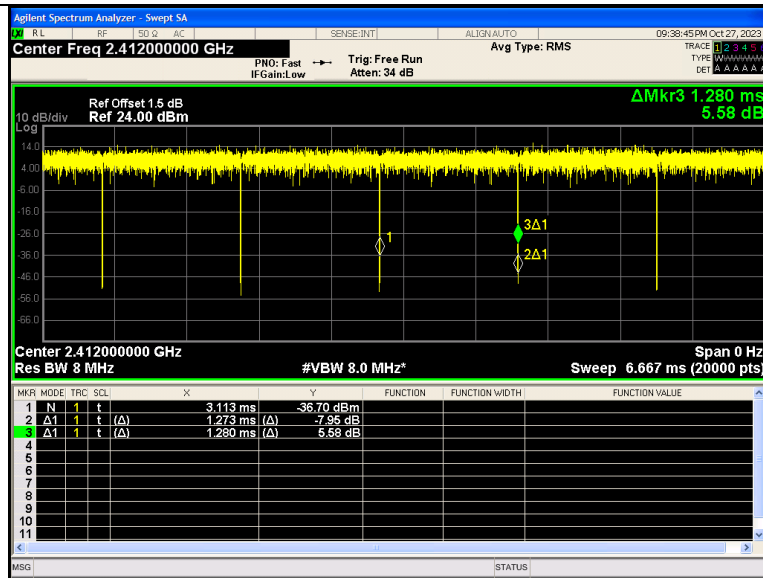 Agilent Spectrum Analyzer - Swept SA
LXI RL RF 50 Ω AC SENSE:INT ALIGN AUTO 09:38:45 PM Oct 27, 2023
Center Freq 2.412000000 GHz Avg Type: RMS TRACE 1 2 3 4 5
PNO: Fast Trig: Free Run TYPE W
IFGain:Low Atten: 34 dB DET A A A A A
ΔMkr3 1.280 ms
Ref Offset 1.5 dB 5.58 dB
10 dB/div Ref 24.00 dBm
Log
14.0
4.00
-6.00
-16.0
3Δ1
-26.0
1
-36.0 2Δ1
-46.0
-56.0
-66.0
Center 2.412000000 GHz Span 0 Hz
Res BW 8 MHz #VBW 8.0 MHz* Sweep 6.667 ms (20000 pts)
MKR MODE TRC SCL X Y FUNCTION FUNCTION WIDTH FUNCTION VALUE
1 N 1 t 3.113 ms -36.70 dBm
2 Δ1 1 t (Δ) 1.273 ms (Δ) -7.95 dB
3 Δ1 1 t (Δ) 1.280 ms (Δ) 5.58 dB
4
5
6
7
8
9
10
11
MSG STATUS